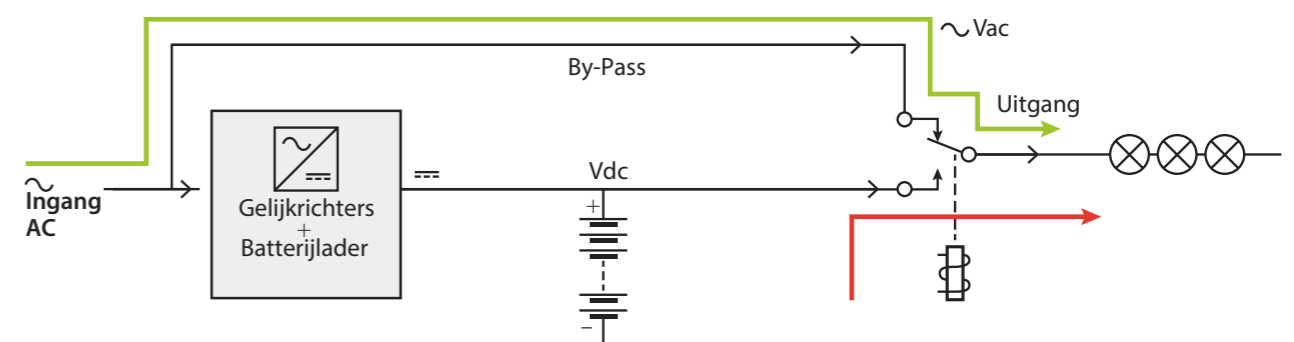 Vac
By-Pass
Uitgang
Ingang
AC
Vdc
Gelijkrichters
+
Batterijlader
+
−